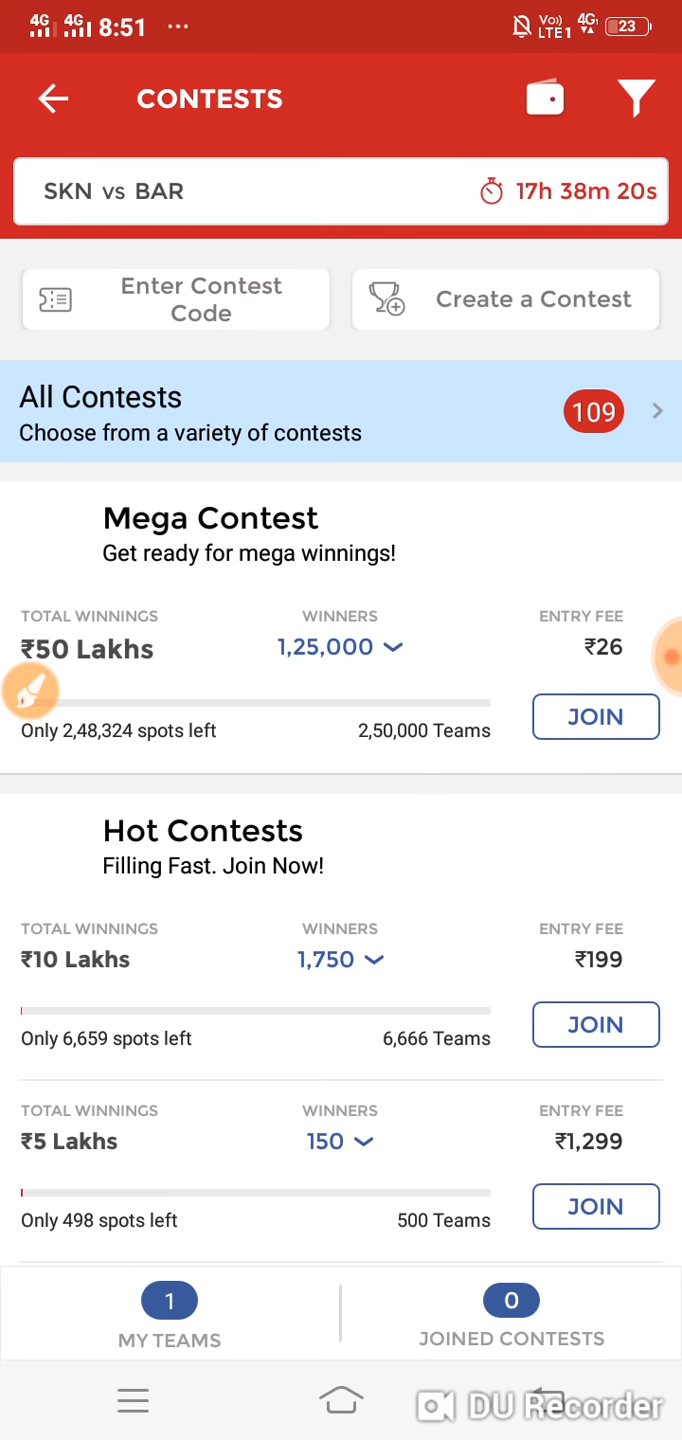 4G 4G 8:51 ... Vo) LTE1 4G 23
CONTESTS
SKN vs BAR 17h 38m 20s
Enter Contest
Code
Create a Contest
All Contests
Choose from a variety of contests
109
Mega Contest
Get ready for mega winnings!
TOTAL WINNINGS WINNERS ENTRY FEE
₹50 Lakhs 1,25,000 ₹26
JOIN
Only 2,48,324 spots left 2,50,000 Teams
Hot Contests
Filling Fast. Join Now!
TOTAL WINNINGS WINNERS ENTRY FEE
₹10 Lakhs 1,750 ₹199
JOIN
Only 6,659 spots left 6,666 Teams
TOTAL WINNINGS WINNERS ENTRY FEE
₹5 Lakhs 150 ₹1,299
JOIN
Only 498 spots left 500 Teams
1 0
MY TEAMS JOINED CONTESTS
DU Recorder